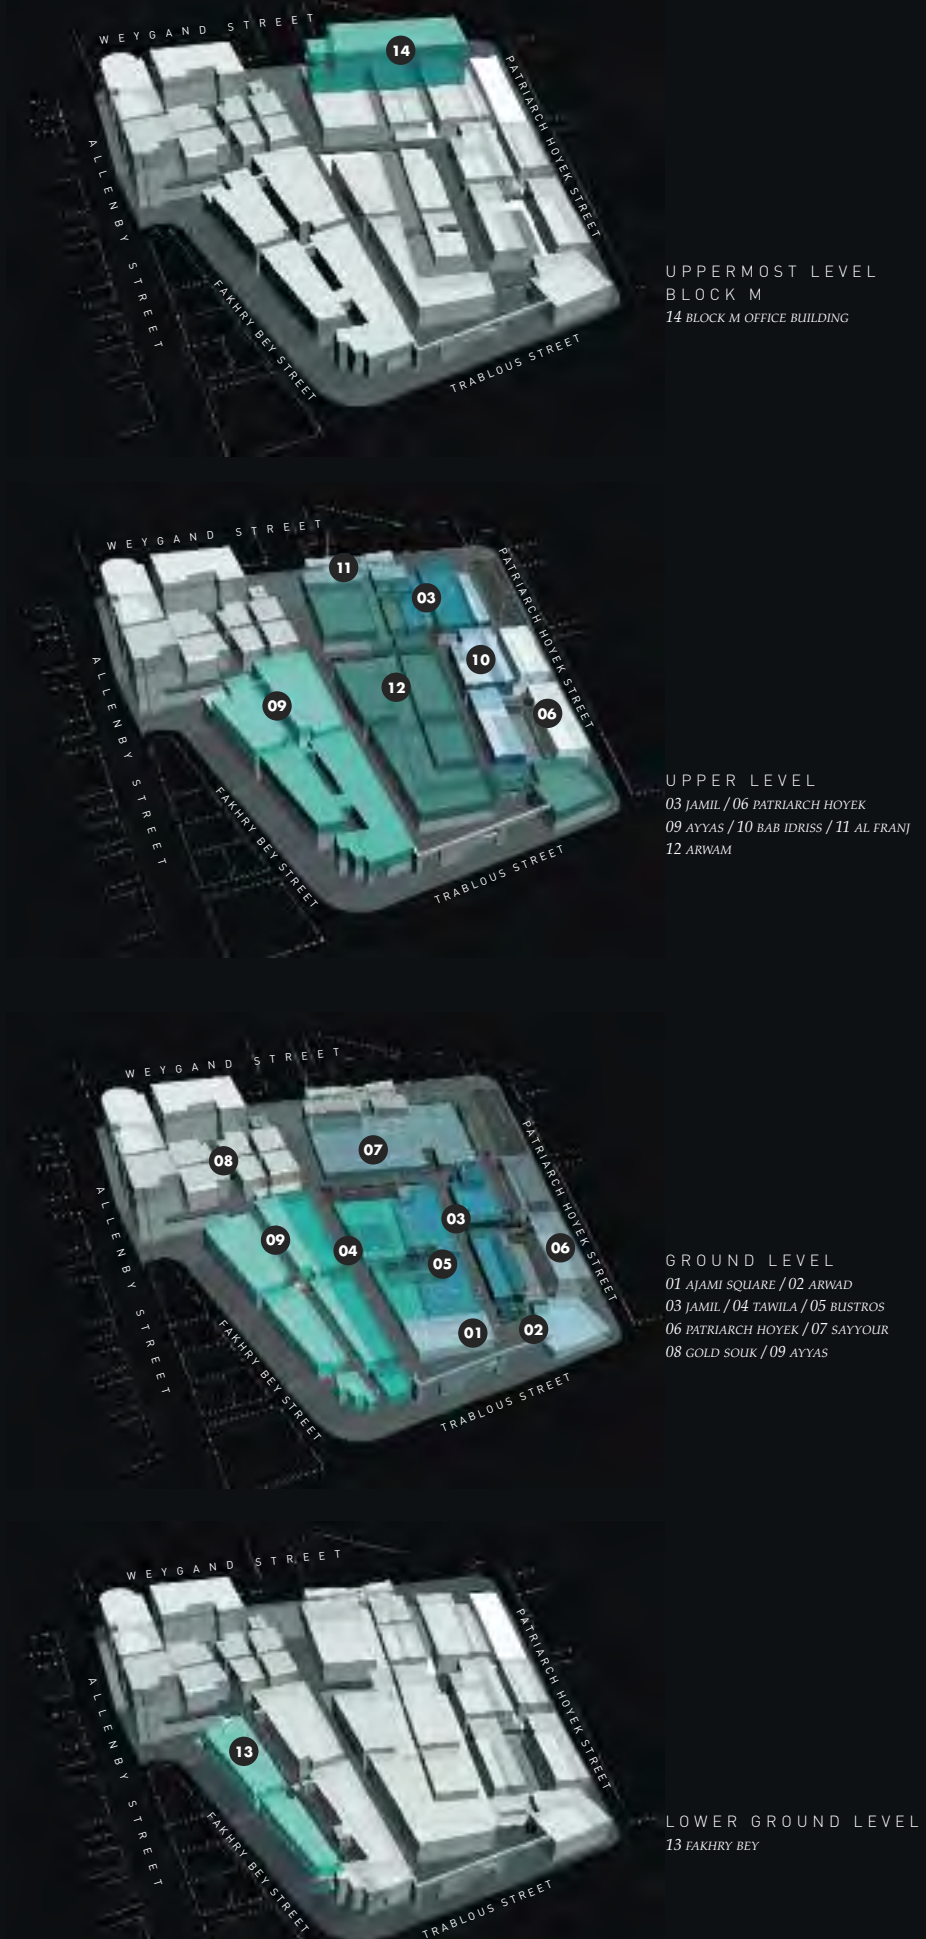 WEYGAND STREET
14
PATRIARCH HOYEK STREET
ALLENBY STREET
FAKHRY BEY STREET
TRABLOUS STREET
UPPERMOST LEVEL
BLOCK M
14 BLOCK M OFFICE BUILDING
WEYGAND STREET
11
03
PATRIARCH HOYEK STREET
10
12
09
06
ALLENBY STREET
FAKHRY BEY STREET
TRABLOUS STREET
UPPER LEVEL
03 JAMIL / 06 PATRIARCH HOYEK
09 AYYAS / 10 BAB IDRISS / 11 AL FRANJ
12 ARWAM
WEYGAND STREET
07
08
PATRIARCH HOYEK STREET
03
09
04
06
05
01
02
ALLENBY STREET
FAKHRY BEY STREET
TRABLOUS STREET
GROUND LEVEL
01 AJAMI SQUARE / 02 ARWAD
03 JAMIL / 04 TAWILA / 05 BUSTROS
06 PATRIARCH HOYEK / 07 SAYYOUR
08 GOLD SOUK / 09 AYYAS
WEYGAND STREET
PATRIARCH HOYEK STREET
13
ALLENBY STREET
FAKHRY BEY STREET
TRABLOUS STREET
LOWER GROUND LEVEL
13 FAKHRY BEY